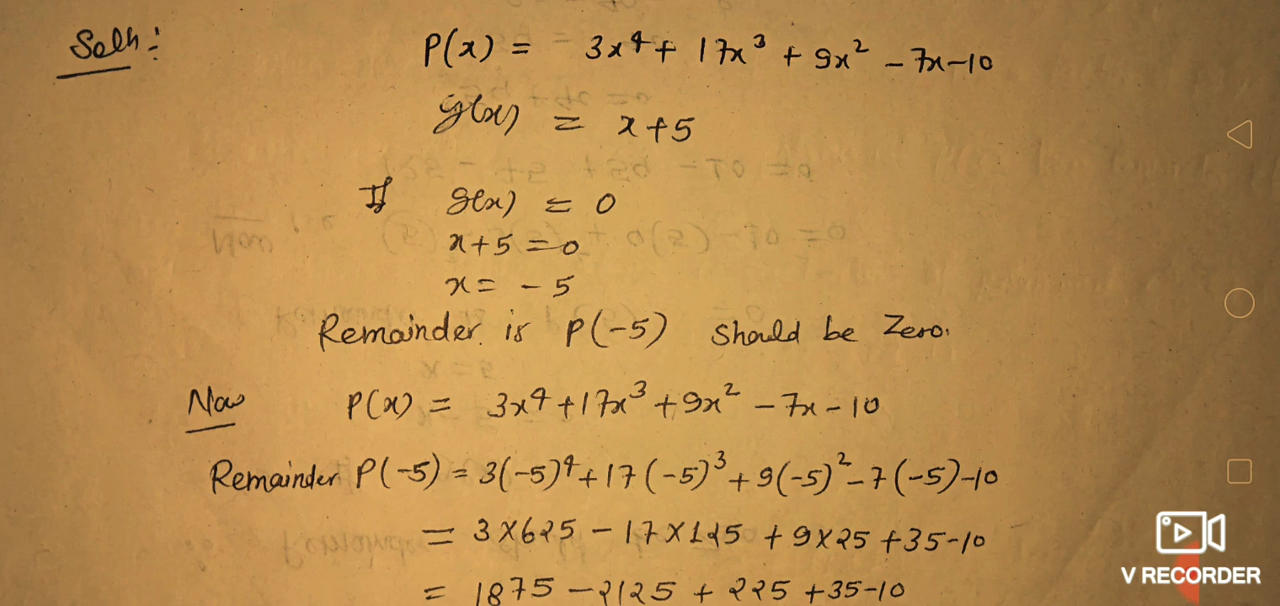 Soln:
P(x) = 3x⁴ + 17x³ + 9x² - 7x-10
g(x) = x+5
If g(x) = 0
x+5 = 0
x = -5
Remainder is P(-5) should be Zero.
Now P(x) = 3x⁴ + 17x³ + 9x² - 7x - 10
Remainder P(-5) = 3(-5)⁴ + 17(-5)³ + 9(-5)² - 7(-5) - 10
= 3×625 - 17×125 + 9×25 + 35-10
= 1875 - 2125 + 225 + 35-10
V RECORDER